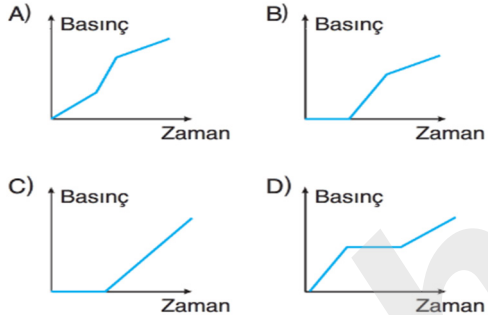 A)
Basınç
Zaman
B)
Basınç
Zaman
C)
Basınç
Zaman
D)
Basınç
Zaman